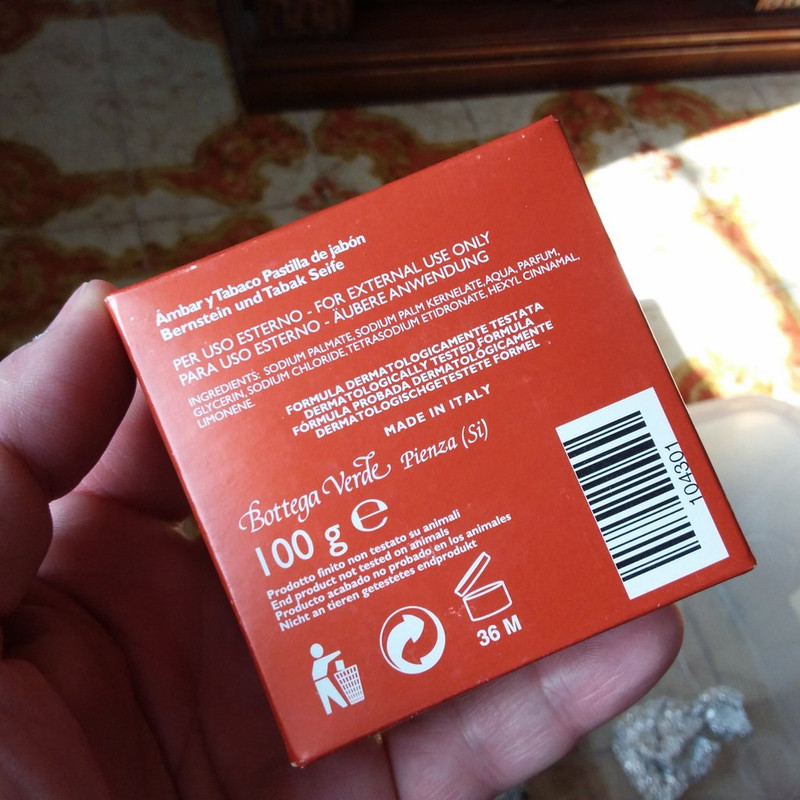 Ámbar y Tabaco Pastilla de jabón
Bernstein und Tabak Seife
PER USO ESTERNO - FOR EXTERNAL USE ONLY
PARA USO ESTERNO - ÄUBERE ANWENDUNG
INGREDIENTS: SODIUM PALMATE, SODIUM PALM KERNELATE, AQUA, PARFUM,
GLYCERIN, SODIUM CHLORIDE, TETRASODIUM ETIDRONATE, HEXYL CINNAMAL,
LIMONENE.
FORMULA DERMATOLOGICAMENTE TESTATA
DERMATOLOGICALLY TESTED FORMULA
FÓRMULA PROBADA DERMATOLÓGICAMENTE
DERMATOLOGISCHGETESTETE FORMEL
MADE IN ITALY
Bottega Verde Pienza (Si)
100 g e
Prodotto finito non testato su animali
End product not tested on animals
Producto acabado no probado en los animales
Nicht an tieren getestetes endprodukt
36 M
104301